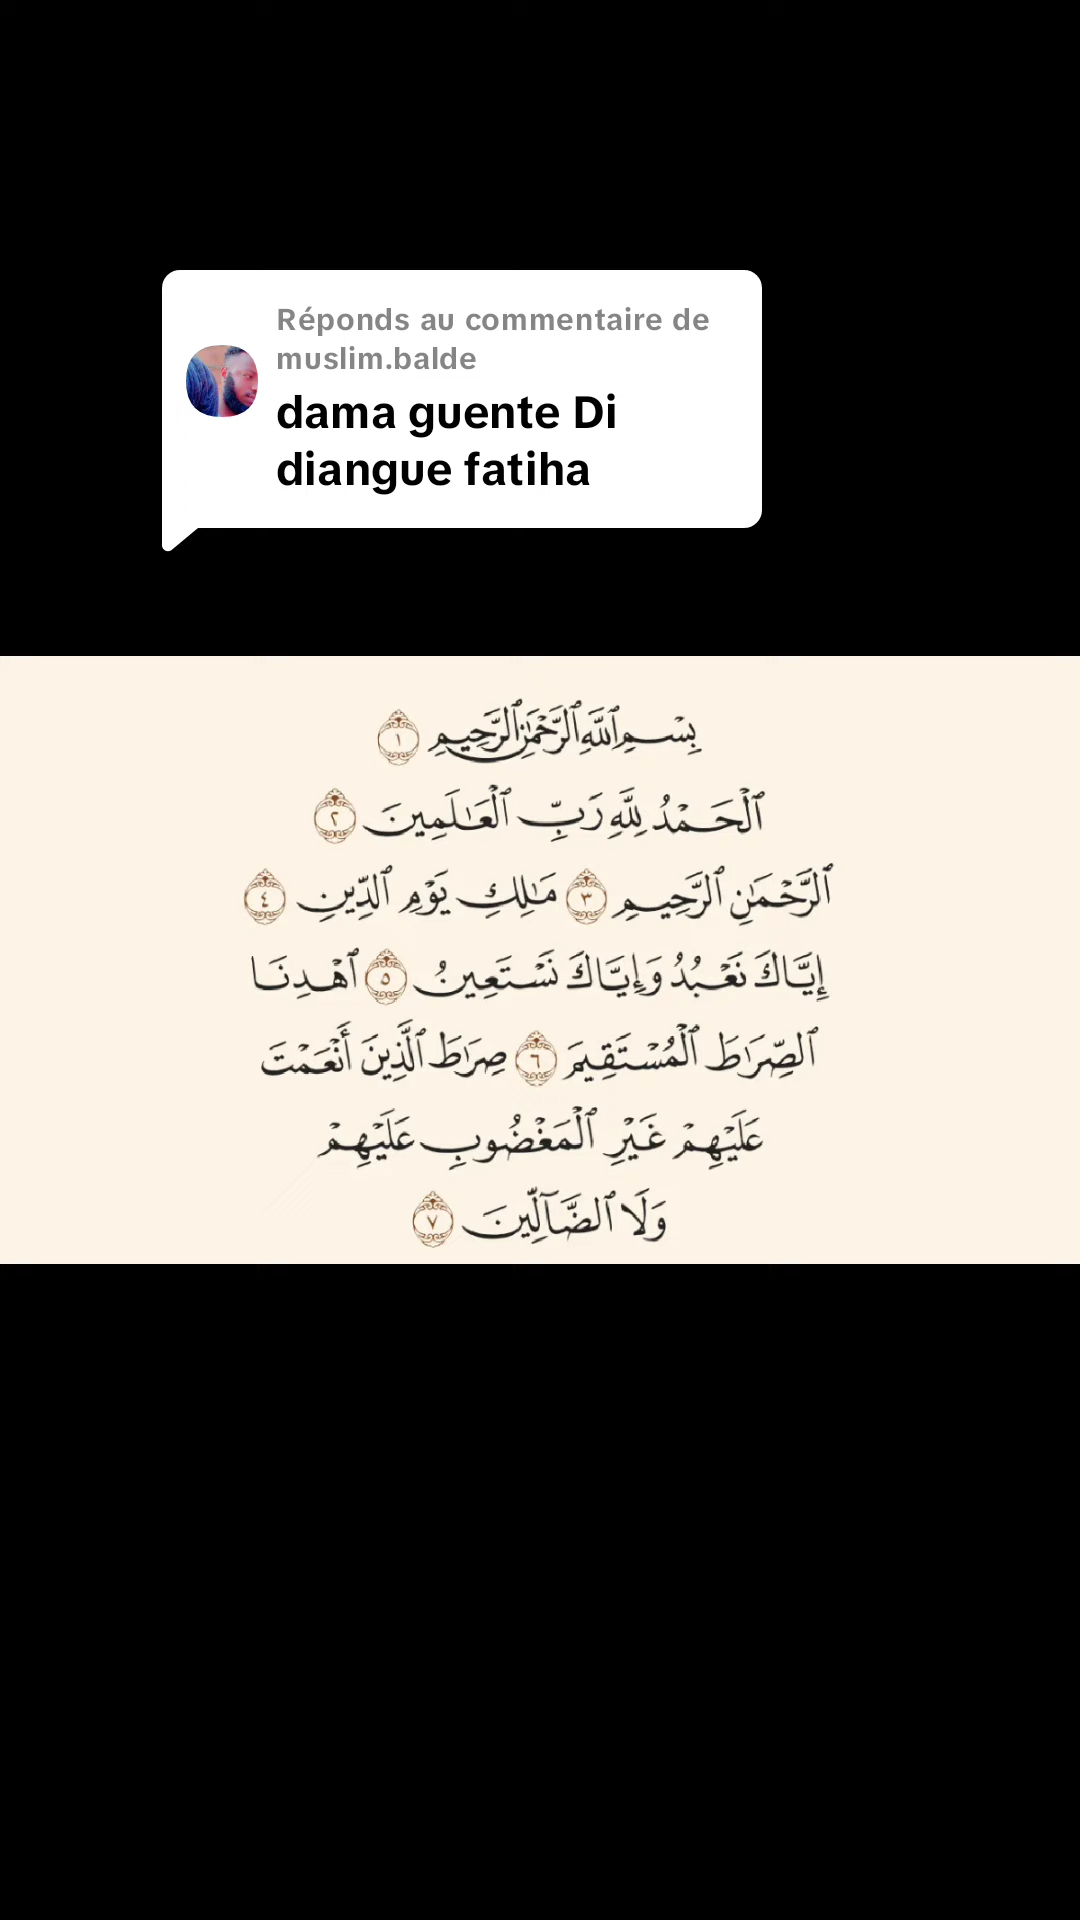 Réponds au commentaire de
muslim.balde
dama guente Di
diangue fatiha
بِسْمِ ٱللَّهِ ٱلرَّحْمَٰنِ ٱلرَّحِيمِ ١
ٱلْحَمْدُ لِلَّهِ رَبِّ ٱلْعَٰلَمِينَ ٢
ٱلرَّحْمَٰنِ ٱلرَّحِيمِ ٣ مَٰلِكِ يَوْمِ ٱلدِّينِ ٤
إِيَّاكَ نَعْبُدُ وَإِيَّاكَ نَسْتَعِينُ ٥ ٱهْدِنَا
ٱلصِّرَٰطَ ٱلْمُسْتَقِيمَ ٦ صِرَٰطَ ٱلَّذِينَ أَنْعَمْتَ
عَلَيْهِمْ غَيْرِ ٱلْمَغْضُوبِ عَلَيْهِمْ
وَلَا ٱلضَّآلِّينَ ٧